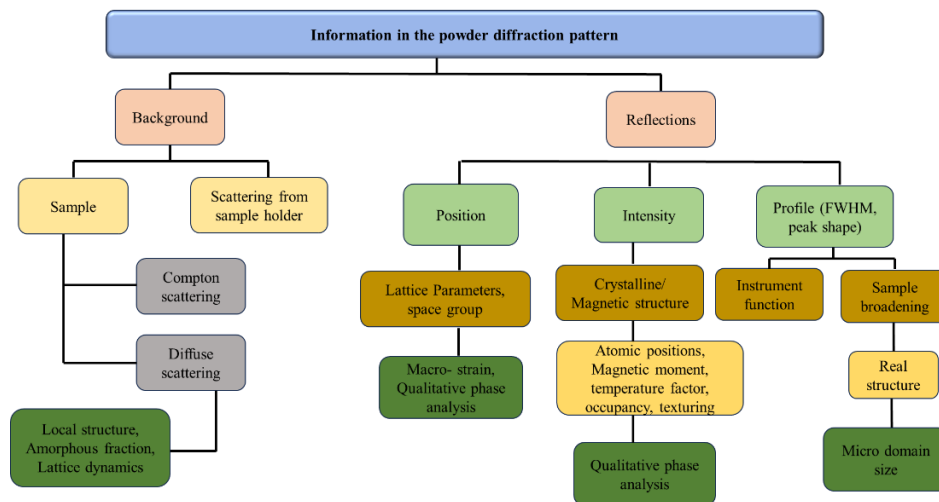 Information in the powder diffraction pattern
Background
Reflections
Sample
Scattering from
sample holder
Position
Intensity
Profile (FWHM,
peak shape)
Compton
scattering
Lattice Parameters,
space group
Crystalline/
Magnetic structure
Instrument
function
Sample
broadening
Diffuse
scattering
Macro- strain,
Qualitative phase
analysis
Atomic positions,
Magnetic moment,
temperature factor,
occupancy, texturing
Real
structure
Local structure,
Amorphous fraction,
Lattice dynamics
Qualitative phase
analysis
Micro domain
size